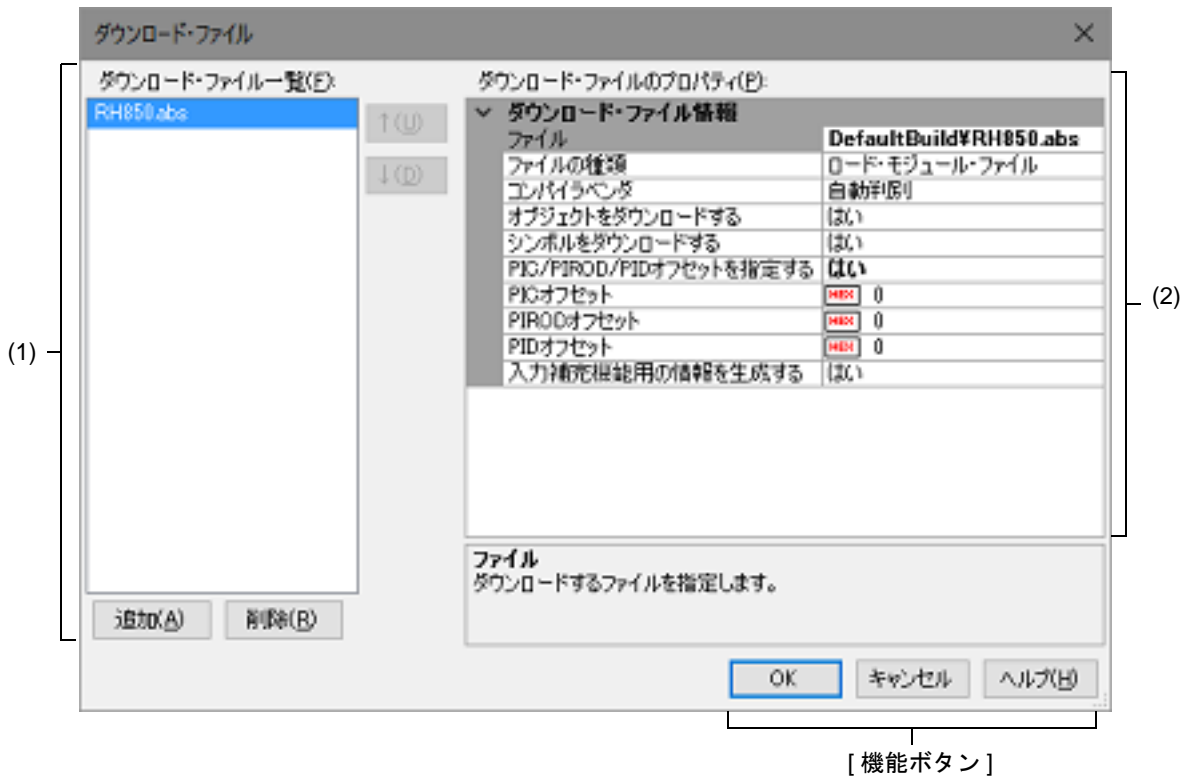 ダウンロード・ファイル
ダウンロード・ファイル一覧(F):
RH850.abs
↑(U)
↓(D)
追加(A)
削除(R)
ダウンロード・ファイルのプロパティ(P):
ダウンロード・ファイル情報
ファイル DefaultBuild¥RH850.abs
ファイルの種類 ロード・モジュール・ファイル
コンパイラベンダ 自動判別
オブジェクトをダウンロードする はい
シンボルをダウンロードする はい
PIC/PIROD/PIDオフセットを指定する はい
PICオフセット HEX 0
PIRODオフセット HEX 0
PIDオフセット HEX 0
入力補完機能用の情報を生成する はい
ファイル
ダウンロードするファイルを指定します。
OK キャンセル ヘルプ(H)
(1)
(2)
[ 機能ボタン ]